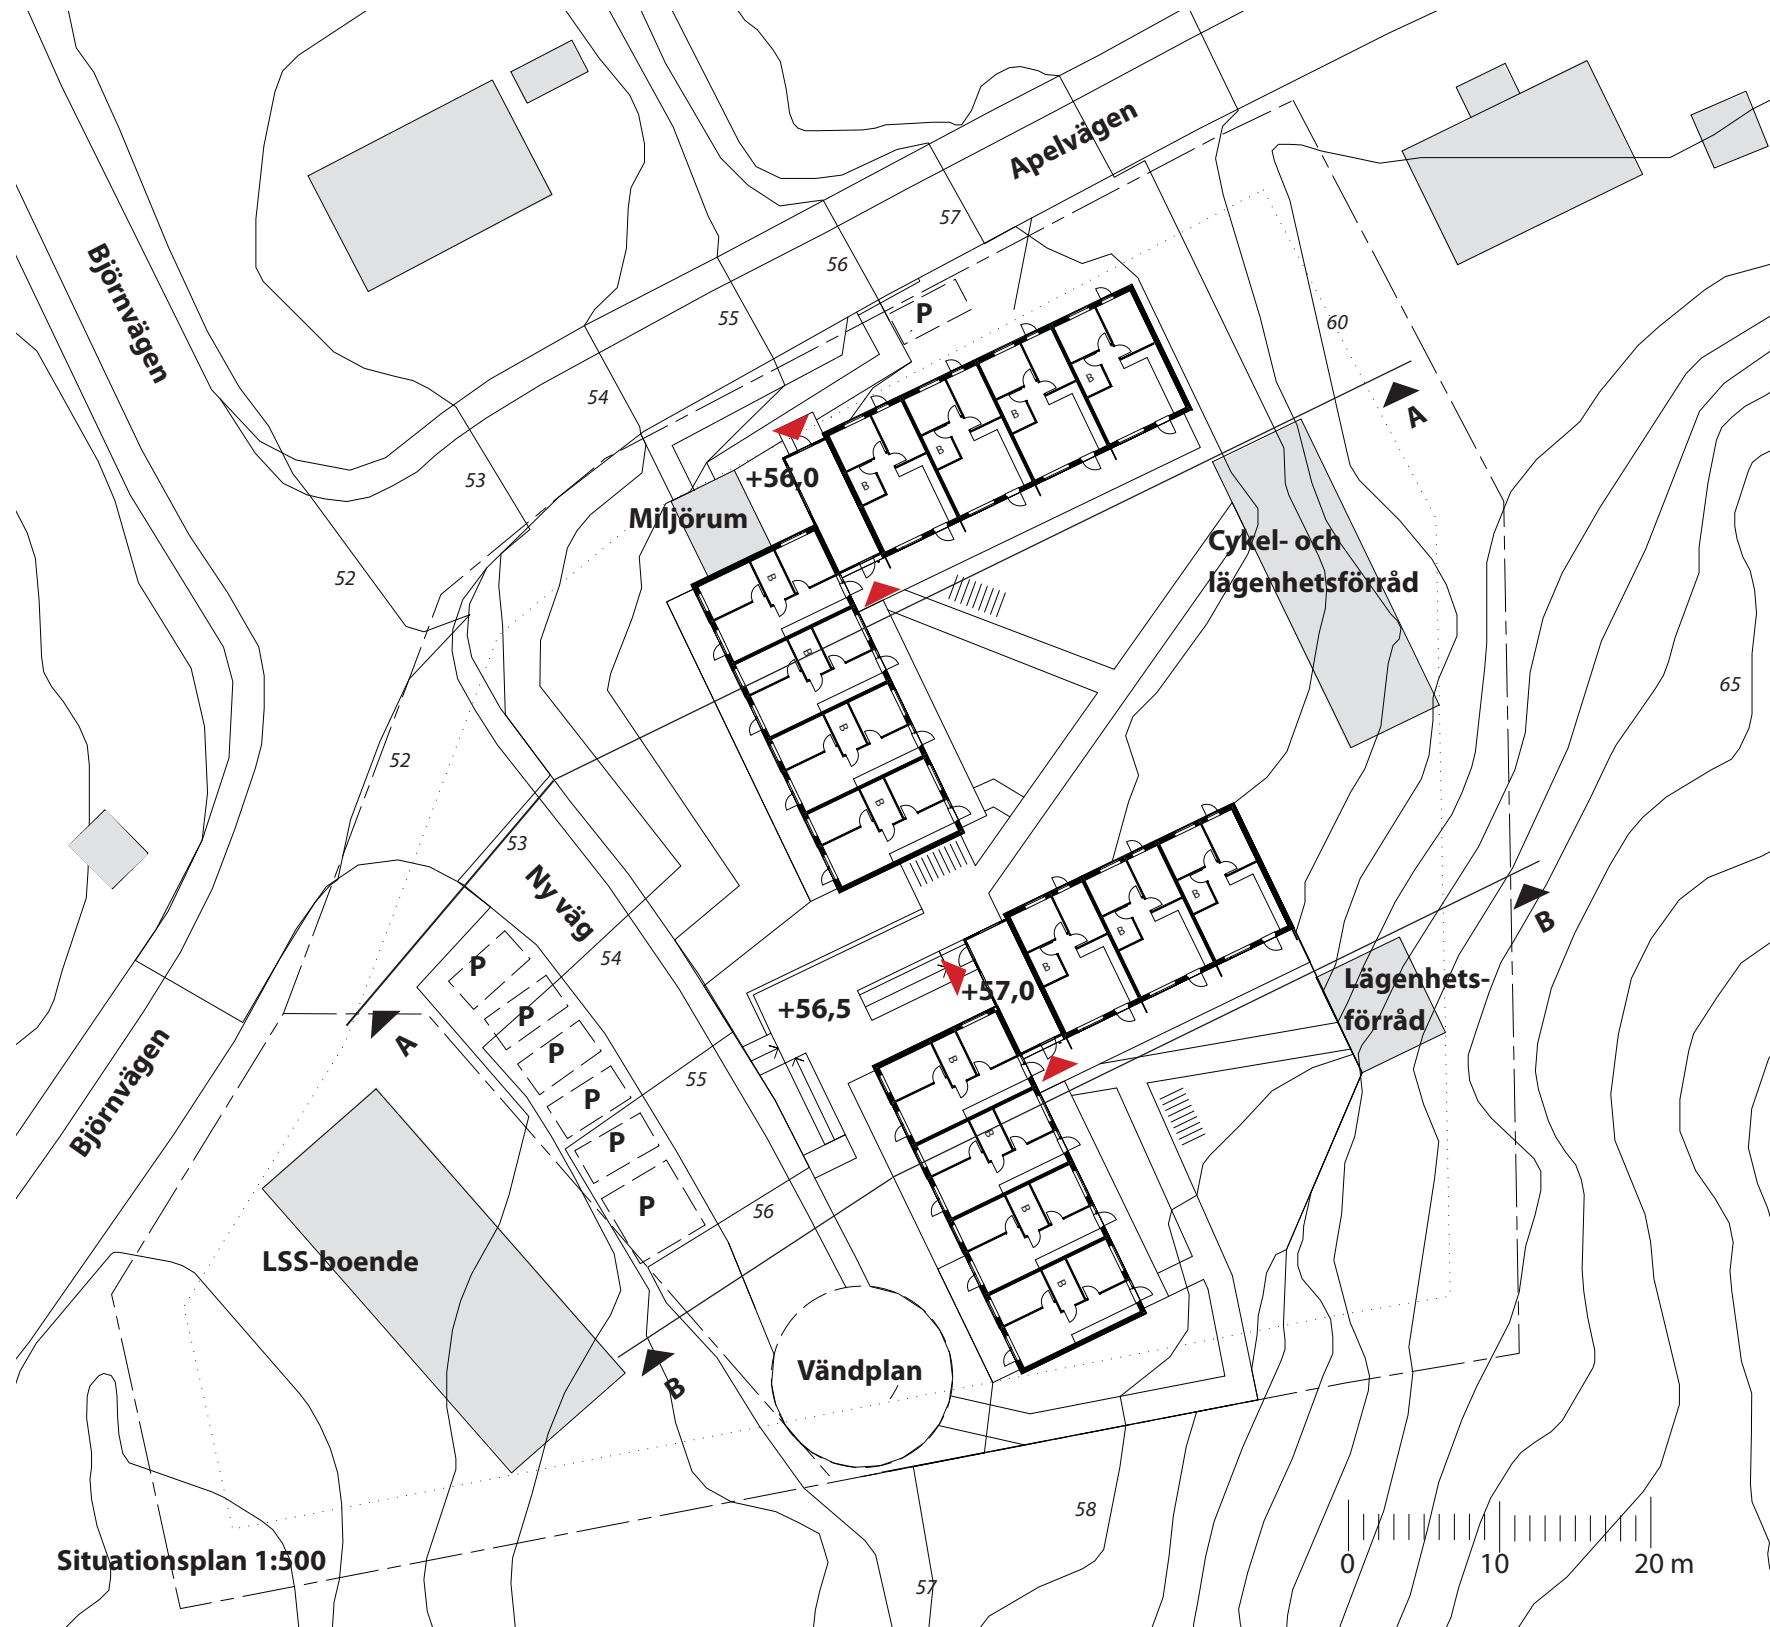 Apelvägen
57
Björnvägen
56
P
55
60
54
A
B
B
53
+56,0
B
B
Miljörum
Cykel- och
lägenhetsförråd
52
B
B
65
B
52
B
53
Ny väg
B
B
B
54
P
B
Lägenhets-
förråd
+57,0
+56,5
P
A
P
B
55
Björnvägen
P
B
P
P
B
56
LSS-boende
B
Vändplan
B
58
Situationsplan 1:500
57
0
10
20 m